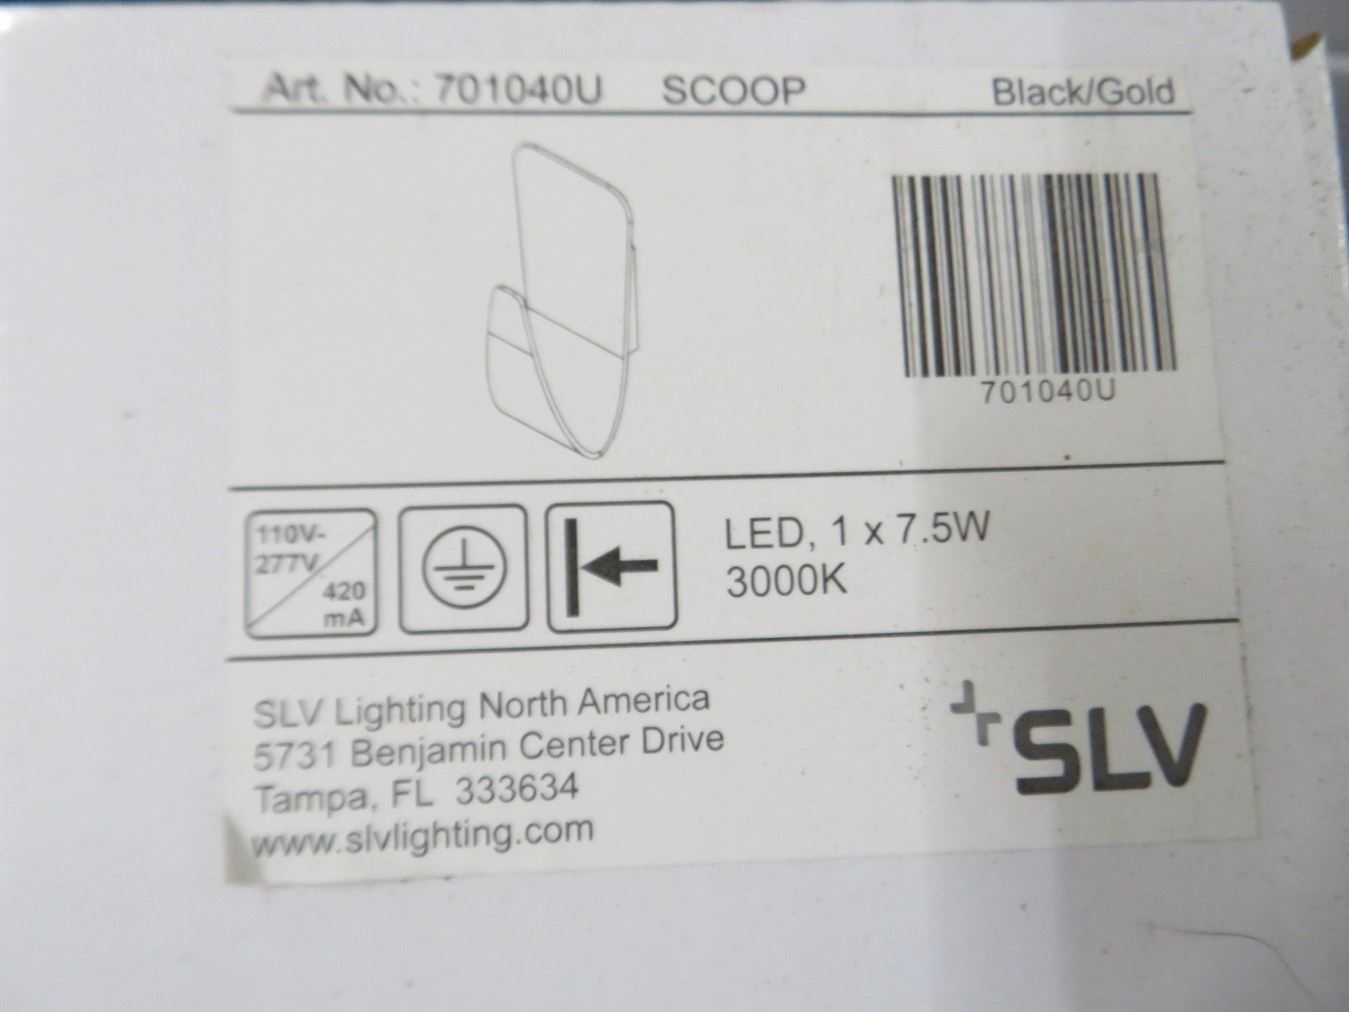 Art. No.: 701040U SCOOP Black/Gold
701040U
110V-
277V
420
mA
LED, 1 x 7.5W
3000K
SLV Lighting North America
5731 Benjamin Center Drive
Tampa, FL 333634
www.slvlighting.com
SLV